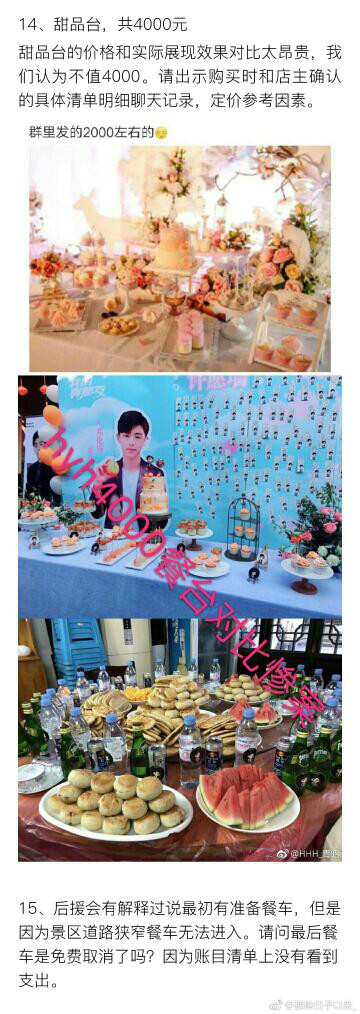 14、甜品台，共4000元
甜品台的价格和实际展现效果对比太昂贵，我
们认为不值4000。请出示购买时和店主确认
的具体清单明细聊天记录，定价参考因素。
群里发的2000左右的😔
许愿墙
hyh4000餐台对比惨案
@HHH_青的
15、后援会有解释过说最初有准备餐车，但是
因为景区道路狭窄餐车无法进入。请问最后餐
车是免费取消了吗？因为账目清单上没有看到
支出。